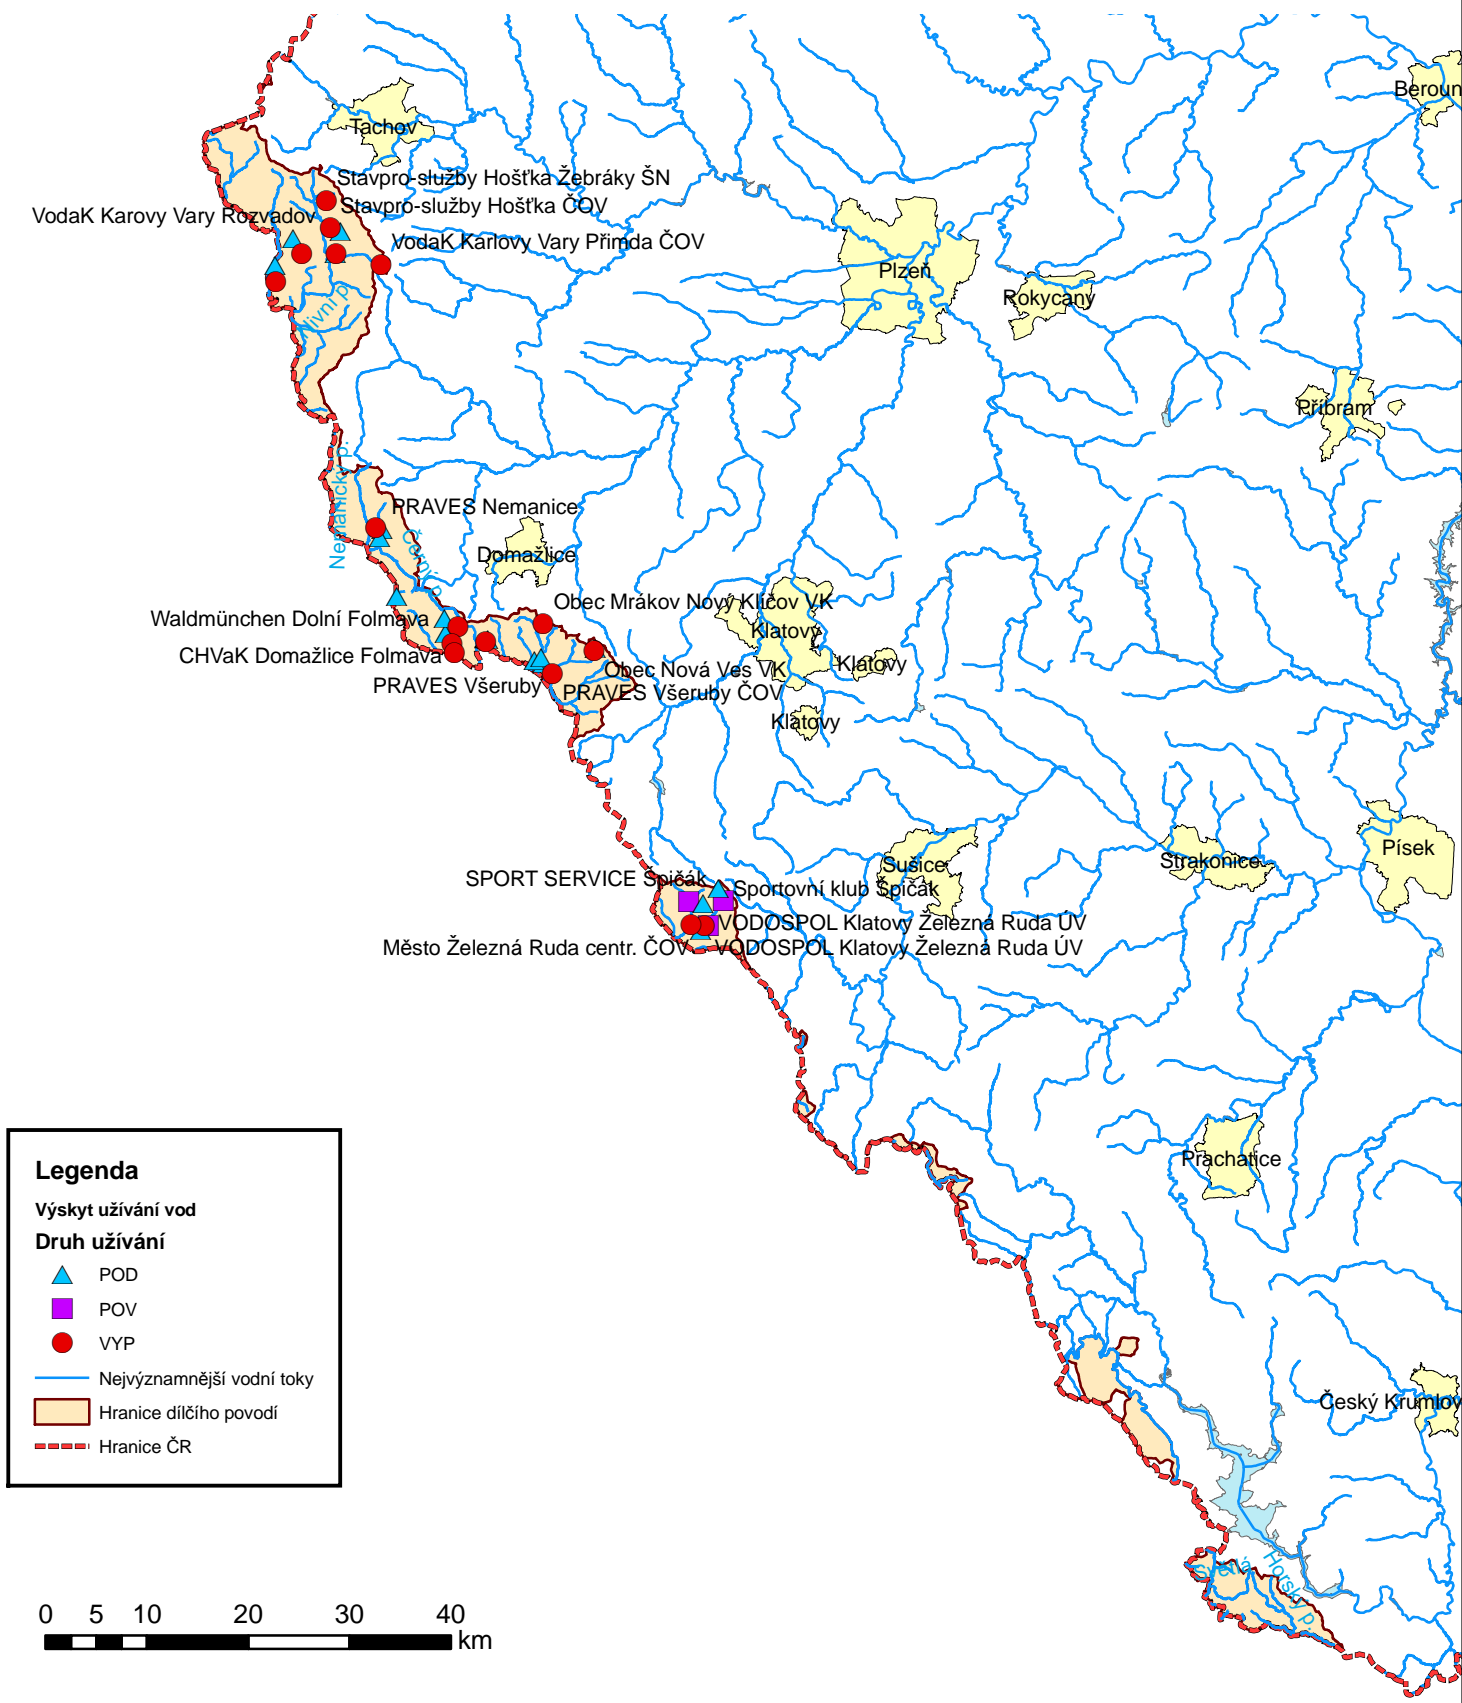 Beroun
Tachov
Stavpro-služby Hošťka Žebráky ŠN
Stavpro-služby Hošťka ČOV
VodaK Karovy Vary Rozvadov
VodaK Karlovy Vary Přimda ČOV
Plzeň
Rokycany
Nivní p.
Příbram
Nemanický p.
PRAVES Nemanice
Černý p.
Domažlice
Obec Mrákov Nový Klíčov VK
Waldmünchen Dolní Folmava
Klatovy
CHVaK Domažlice Folmava
Klatovy
Obec Nová Ves VK
PRAVES Všeruby
PRAVES Všeruby ČOV
Klatovy
Písek
Strakonice
Sušice
SPORT SERVICE Špičák
Sportovní klub Špičák
VODOSPOL Klatovy Železná Ruda ÚV
Město Železná Ruda centr. ČOV
VODOSPOL Klatovy Železná Ruda ÚV
Prachatice
Legenda
Výskyt užívání vod
Druh užívání
POD
POV
VYP
Nejvýznamnější vodní toky
Hranice dílčího povodí
Hranice ČR
Český Krumlov
Světlá
Horský p.
0 5 10 20 30 40
km